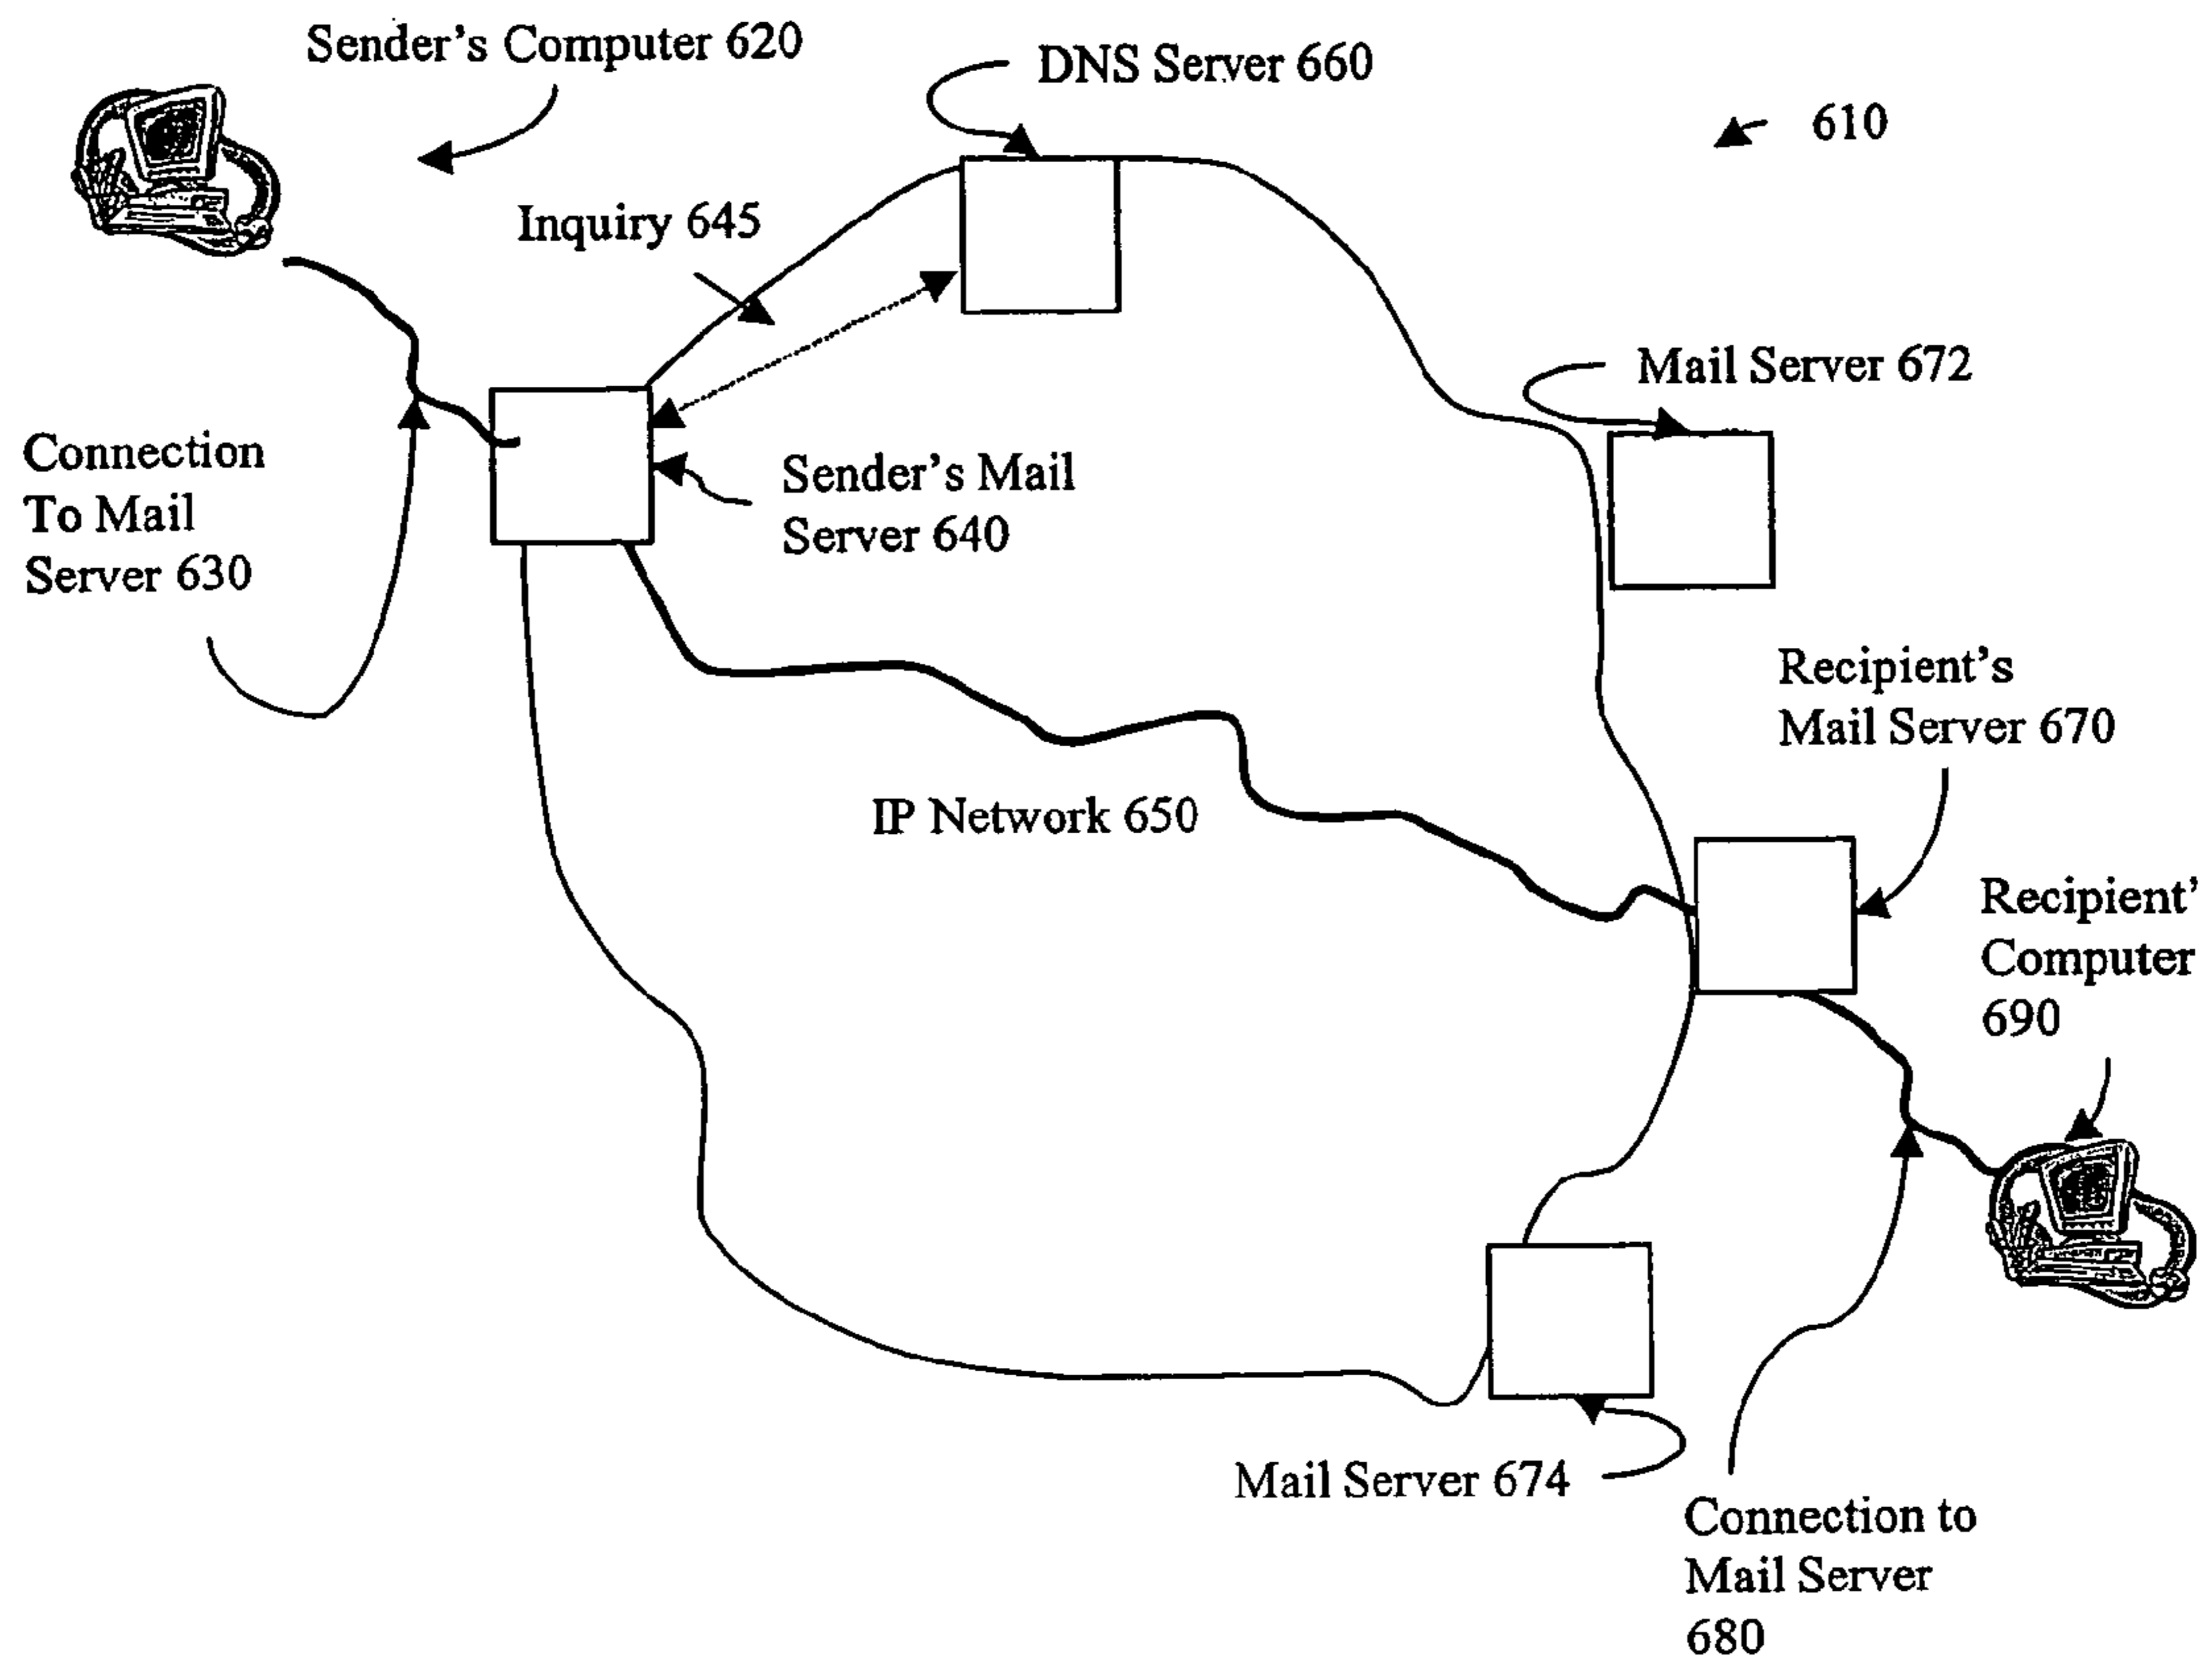 Sender's Computer 620
DNS Server 660
610
Inquiry 645
Mail Server 672
Connection
To Mail
Server 630
Sender's Mail
Server 640
Recipient's
Mail Server 670
IP Network 650
Recipient'
Computer
690
Mail Server 674
Connection to
Mail Server
680